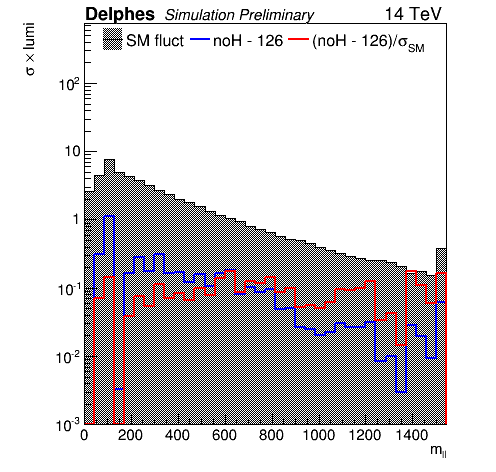 Delphes Simulation Preliminary 14 TeV
σ × lumi
SM fluct noH - 126 (noH - 126)/σ_SM
10²
10
1
10⁻¹
10⁻²
10⁻³
0 200 400 600 800 1000 1200 1400
m_ll